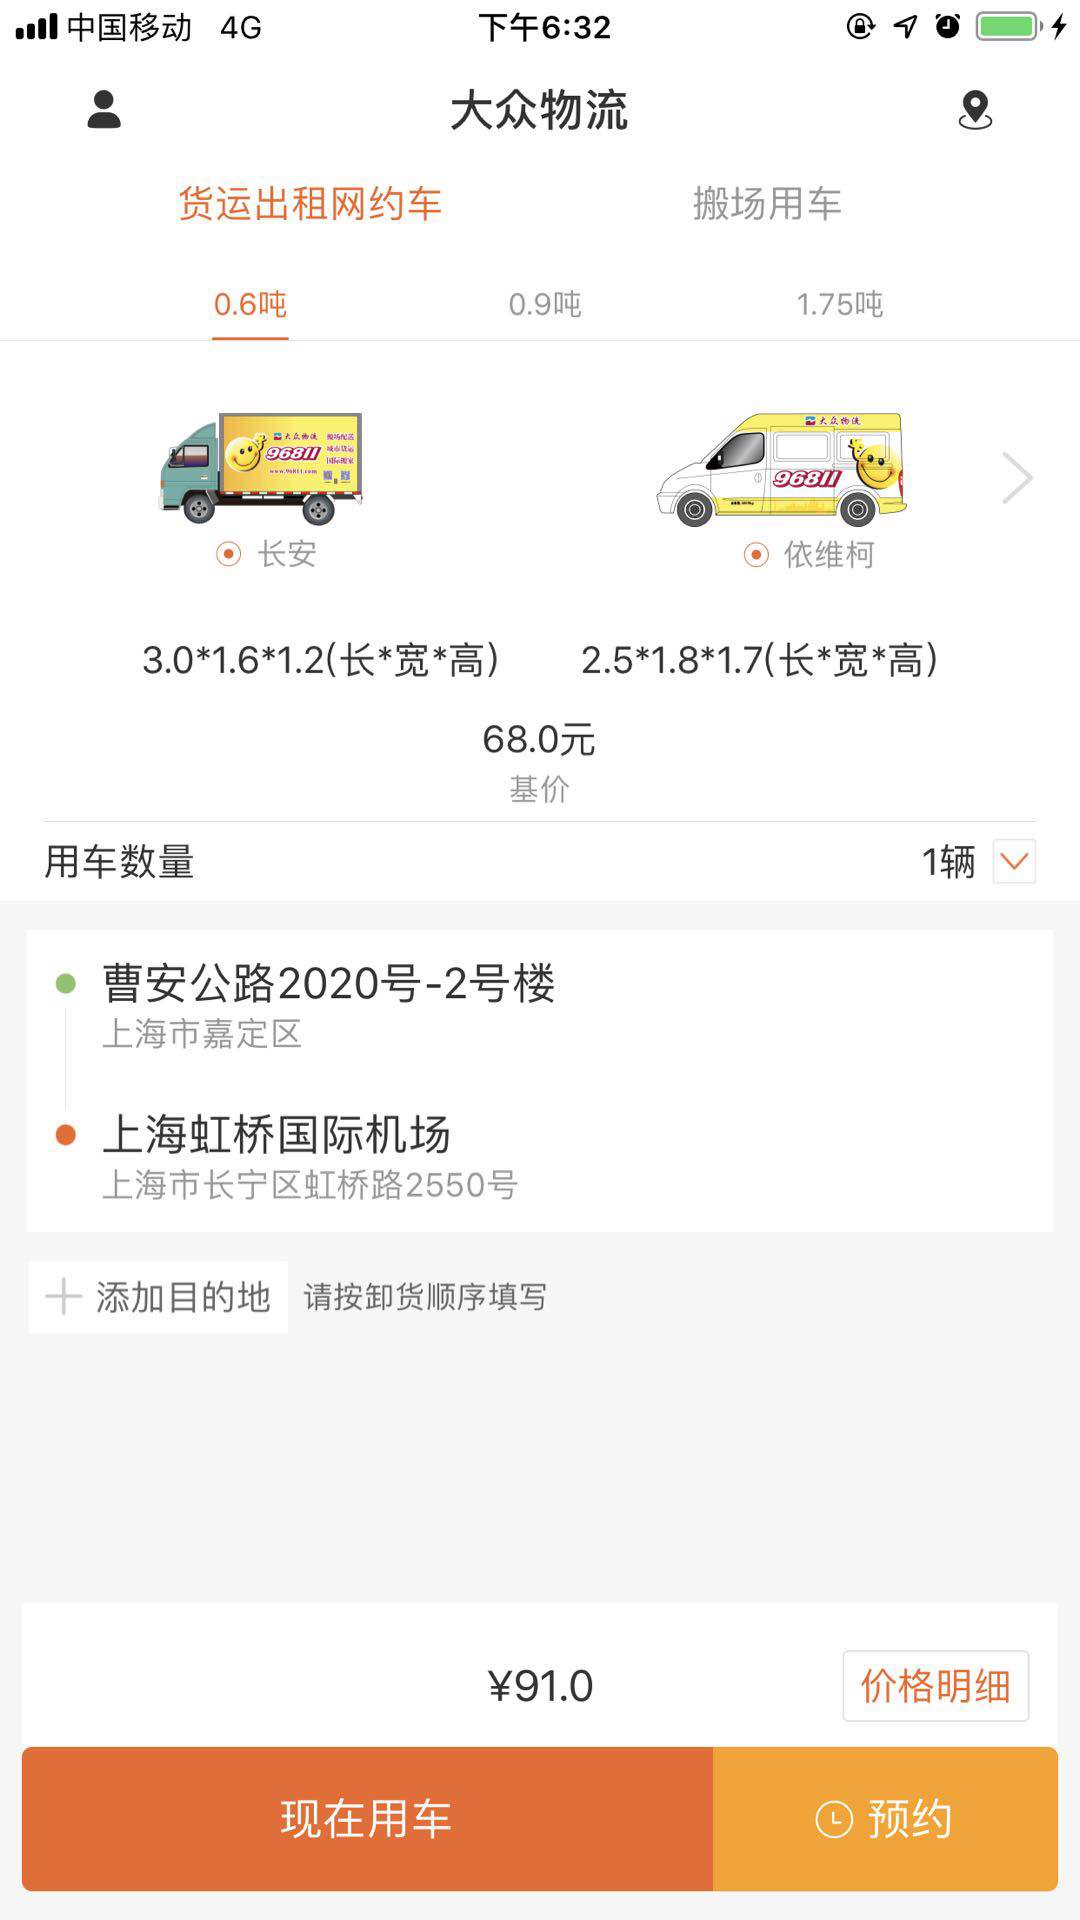 中国移动 4G 下午6:32
大众物流
货运出租网约车 搬场用车
0.6吨 0.9吨 1.75吨
大众物流 搬场配送
96811 城市货运
国际搬家
www.96811.com
大众物流
96811
长安 依维柯
3.0*1.6*1.2(长*宽*高) 2.5*1.8*1.7(长*宽*高)
68.0元
基价
用车数量 1辆
曹安公路2020号-2号楼
上海市嘉定区
上海虹桥国际机场
上海市长宁区虹桥路2550号
添加目的地 请按卸货顺序填写
¥91.0 价格明细
现在用车 预约